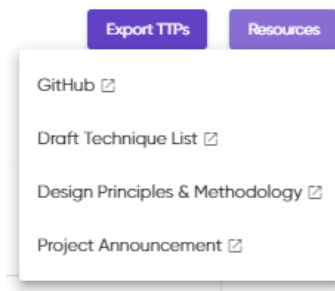 Export TTPs
Resources
GitHub
Draft Technique List
Design Principles & Methodology
Project Announcement